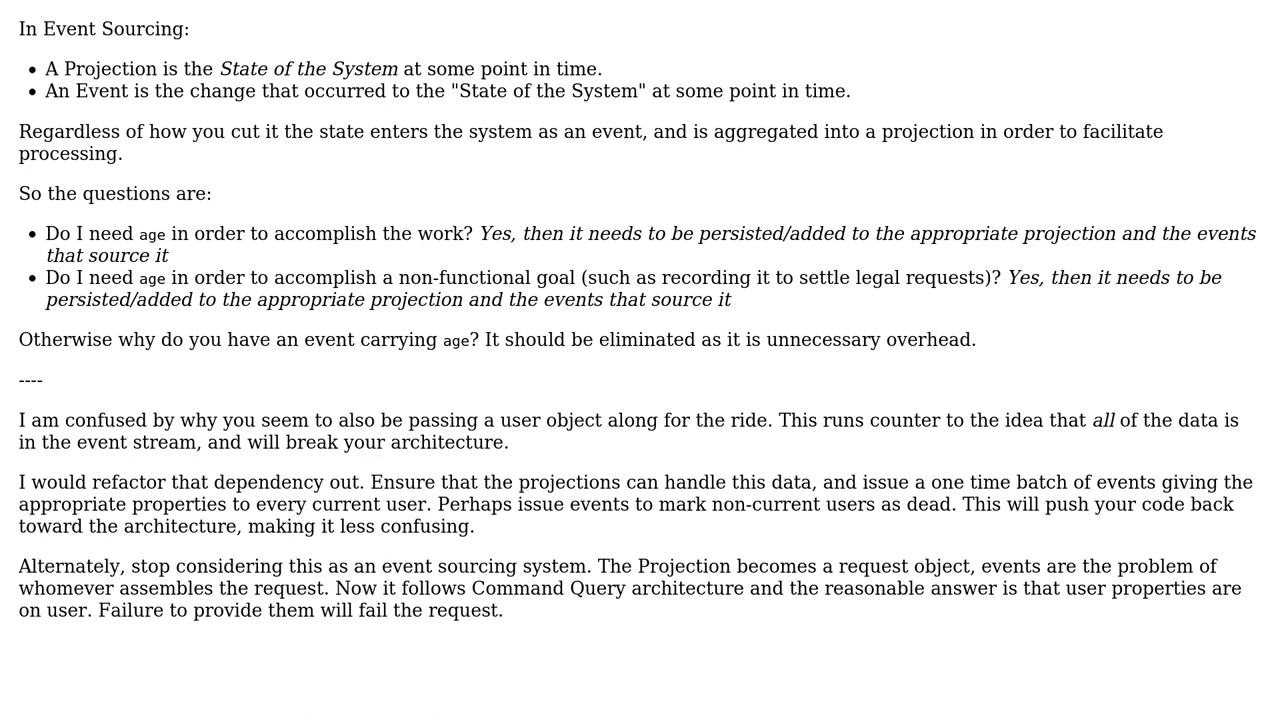 In Event Sourcing:
• A Projection is the State of the System at some point in time.
• An Event is the change that occurred to the "State of the System" at some point in time.
Regardless of how you cut it the state enters the system as an event, and is aggregated into a projection in order to facilitate
processing.
So the questions are:
• Do I need age in order to accomplish the work? Yes, then it needs to be persisted/added to the appropriate projection and the events
that source it
• Do I need age in order to accomplish a non-functional goal (such as recording it to settle legal requests)? Yes, then it needs to be
persisted/added to the appropriate projection and the events that source it
Otherwise why do you have an event carrying age? It should be eliminated as it is unnecessary overhead.
----
I am confused by why you seem to also be passing a user object along for the ride. This runs counter to the idea that all of the data is
in the event stream, and will break your architecture.
I would refactor that dependency out. Ensure that the projections can handle this data, and issue a one time batch of events giving the
appropriate properties to every current user. Perhaps issue events to mark non-current users as dead. This will push your code back
toward the architecture, making it less confusing.
Alternately, stop considering this as an event sourcing system. The Projection becomes a request object, events are the problem of
whomever assembles the request. Now it follows Command Query architecture and the reasonable answer is that user properties are
on user. Failure to provide them will fail the request.